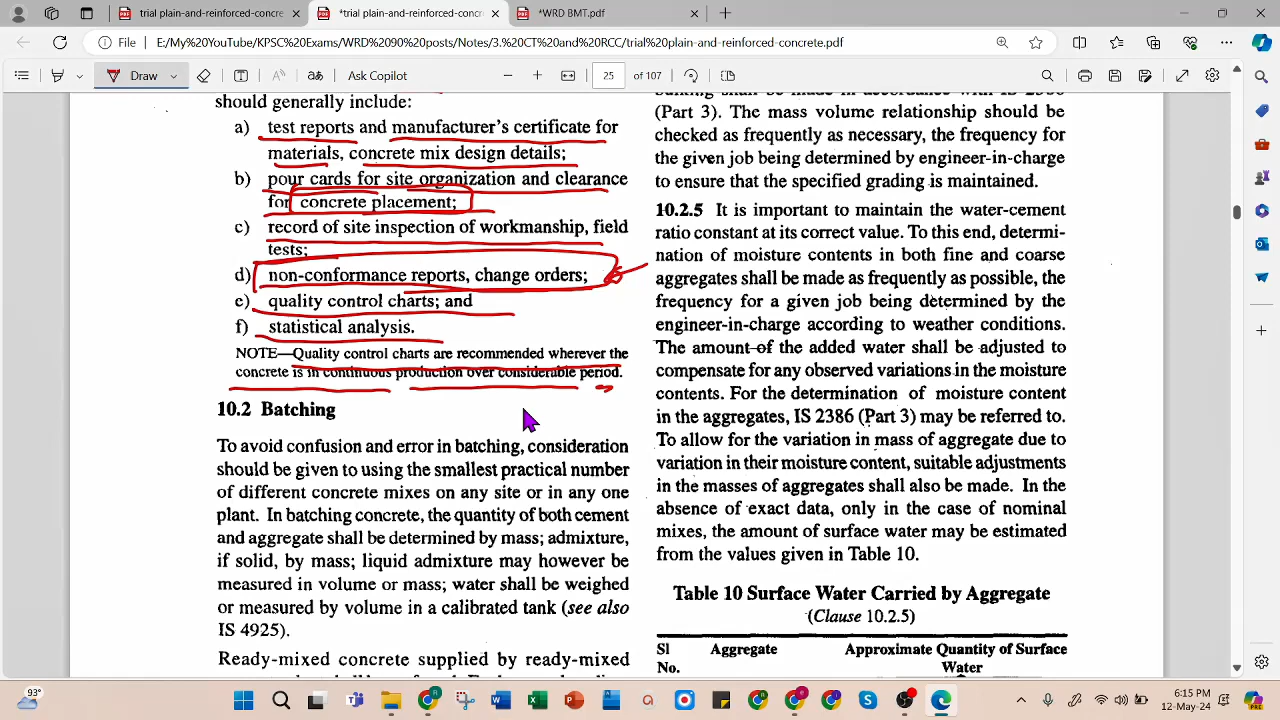 trial plain-and-reinforced-concre
*trial plain-and-reinforced-concre
*WRD BMT.pdf
File
E:/My%20YouTube/KPSC%20Exams/WRD%2090%20posts/Notes/3.%20CT%20and%20RCC/trial%20plain-and-reinforced-concrete.pdf
Draw
Ask Copilot
25 of 107
should generally include:
a) test reports and manufacturer's certificate for
materials, concrete mix design details;
b) pour cards for site organization and clearance
for concrete placement;
c) record of site inspection of workmanship, field
tests;
d) non-conformance reports, change orders;
e) quality control charts; and
f) statistical analysis.
NOTE—Quality control charts are recommended wherever the
concrete is in continuous production over considerable period.
10.2 Batching
To avoid confusion and error in batching, consideration
should be given to using the smallest practical number
of different concrete mixes on any site or in any one
plant. In batching concrete, the quantity of both cement
and aggregate shall be determined by mass; admixture,
if solid, by mass; liquid admixture may however be
measured in volume or mass; water shall be weighed
or measured by volume in a calibrated tank (see also
IS 4925).
Ready-mixed concrete supplied by ready-mixed
(Part 3). The mass volume relationship should be
checked as frequently as necessary, the frequency for
the given job being determined by engineer-in-charge
to ensure that the specified grading is maintained.
10.2.5 It is important to maintain the water-cement
ratio constant at its correct value. To this end, determi-
nation of moisture contents in both fine and coarse
aggregates shall be made as frequently as possible, the
frequency for a given job being determined by the
engineer-in-charge according to weather conditions.
The amount of the added water shall be adjusted to
compensate for any observed variations in the moisture
contents. For the determination of moisture content
in the aggregates, IS 2386 (Part 3) may be referred to.
To allow for the variation in mass of aggregate due to
variation in their moisture content, suitable adjustments
in the masses of aggregates shall also be made. In the
absence of exact data, only in the case of nominal
mixes, the amount of surface water may be estimated
from the values given in Table 10.
Table 10 Surface Water Carried by Aggregate
(Clause 10.2.5)
Sl Aggregate Approximate Quantity of Surface
No. Water
93°
6:15 PM
12-May-24